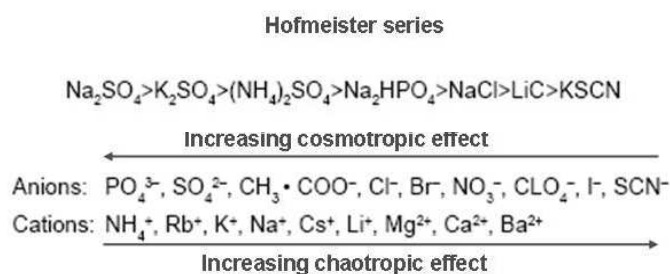 Hofmeister series
Na₂SO₄>K₂SO₄>(NH₄)₂SO₄>Na₂HPO₄>NaCl>LiC>KSCN
Increasing cosmotropic effect
Anions: PO₄³⁻, SO₄²⁻, CH₃• COO⁻, Cl⁻, Br⁻, NO₃⁻, CLO₄⁻, I⁻, SCN⁻
Cations: NH₄⁺, Rb⁺, K⁺, Na⁺, Cs⁺, Li⁺, Mg²⁺, Ca²⁺, Ba²⁺
Increasing chaotropic effect